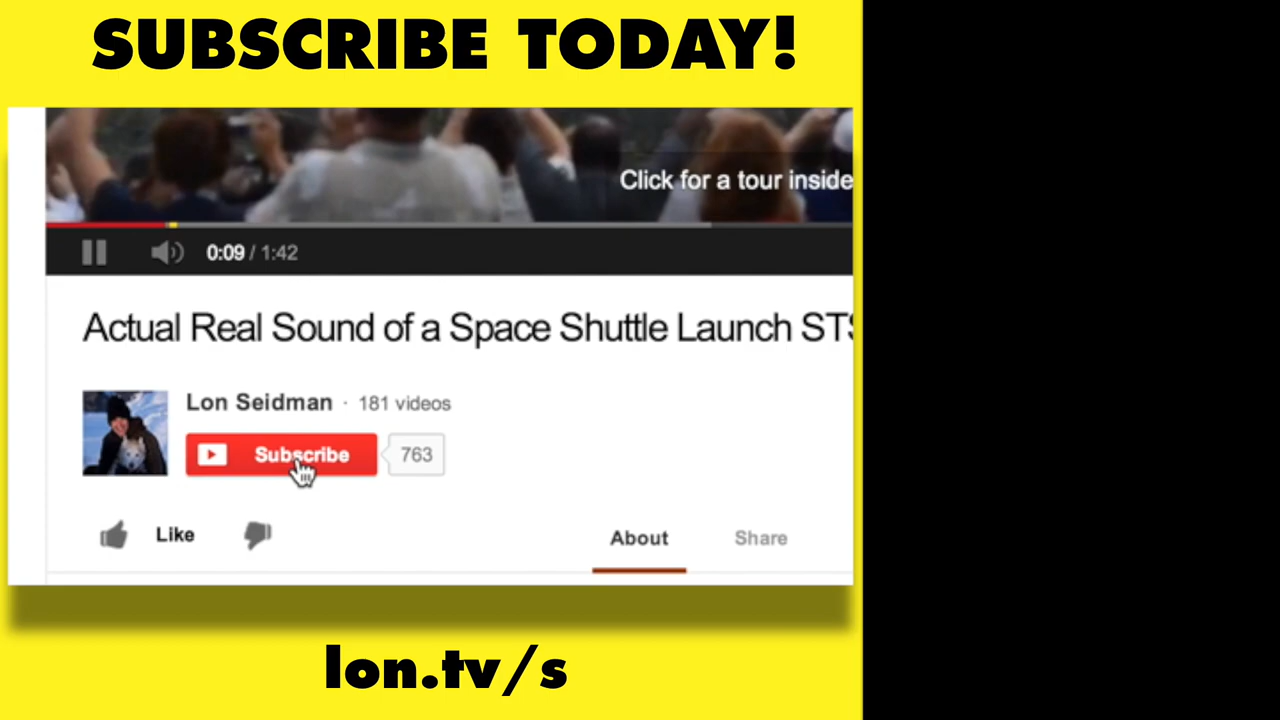 SUBSCRIBE TODAY!
Click for a tour inside
0:09 / 1:42
Actual Real Sound of a Space Shuttle Launch STS
Lon Seidman · 181 videos
Subscribe 763
Like About Share
lon.tv/s